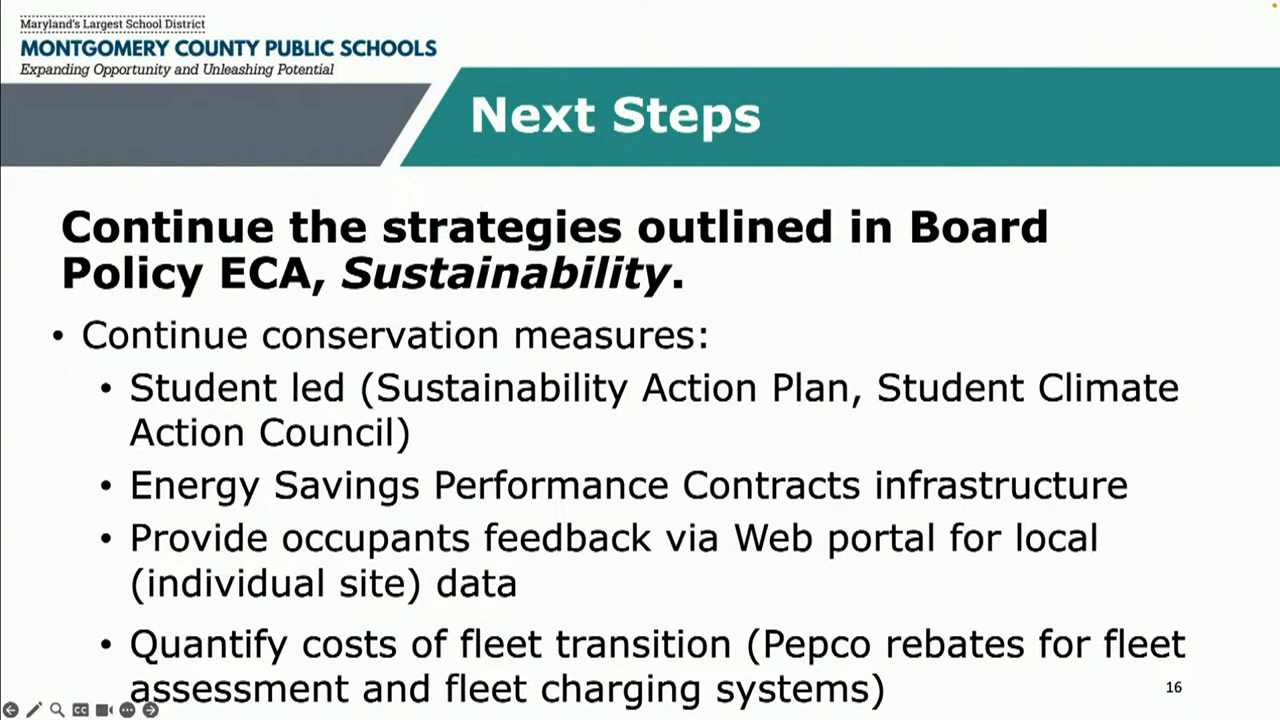 Maryland's Largest School District
MONTGOMERY COUNTY PUBLIC SCHOOLS
Expanding Opportunity and Unleashing Potential
Next Steps
Continue the strategies outlined in Board
Policy ECA, Sustainability.
• Continue conservation measures:
• Student led (Sustainability Action Plan, Student Climate
Action Council)
• Energy Savings Performance Contracts infrastructure
• Provide occupants feedback via Web portal for local
(individual site) data
• Quantify costs of fleet transition (Pepco rebates for fleet
assessment and fleet charging systems)
16
CC